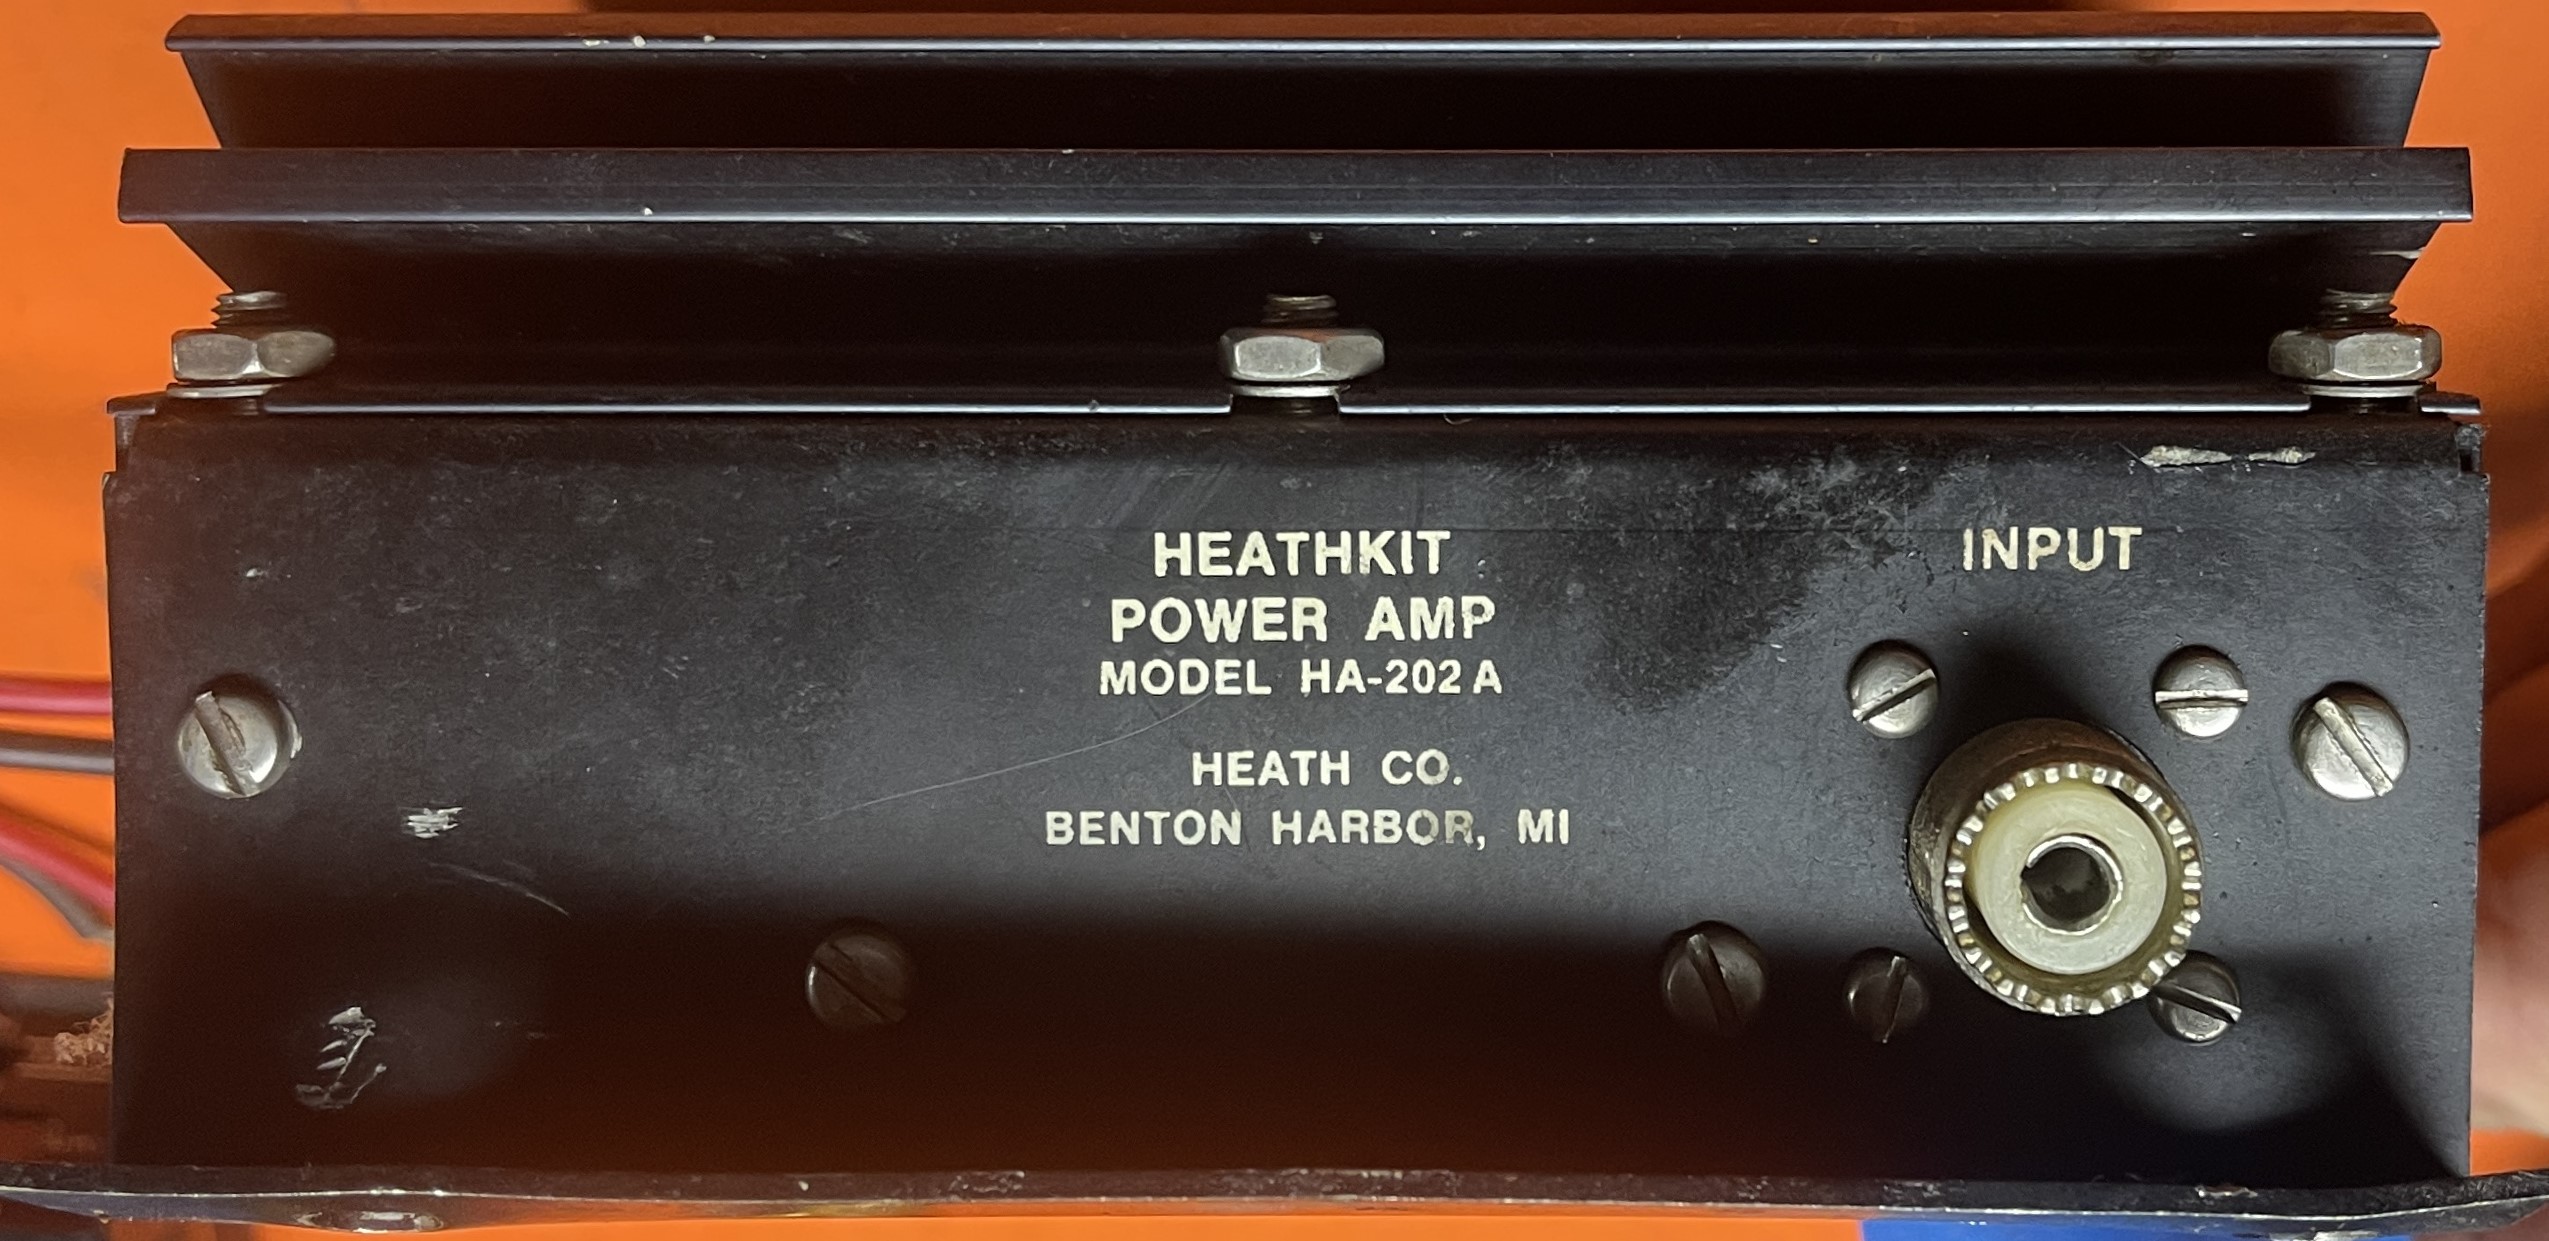 HEATHKIT
POWER AMP
MODEL HA-202A
HEATH CO.
BENTON HARBOR, MI
INPUT